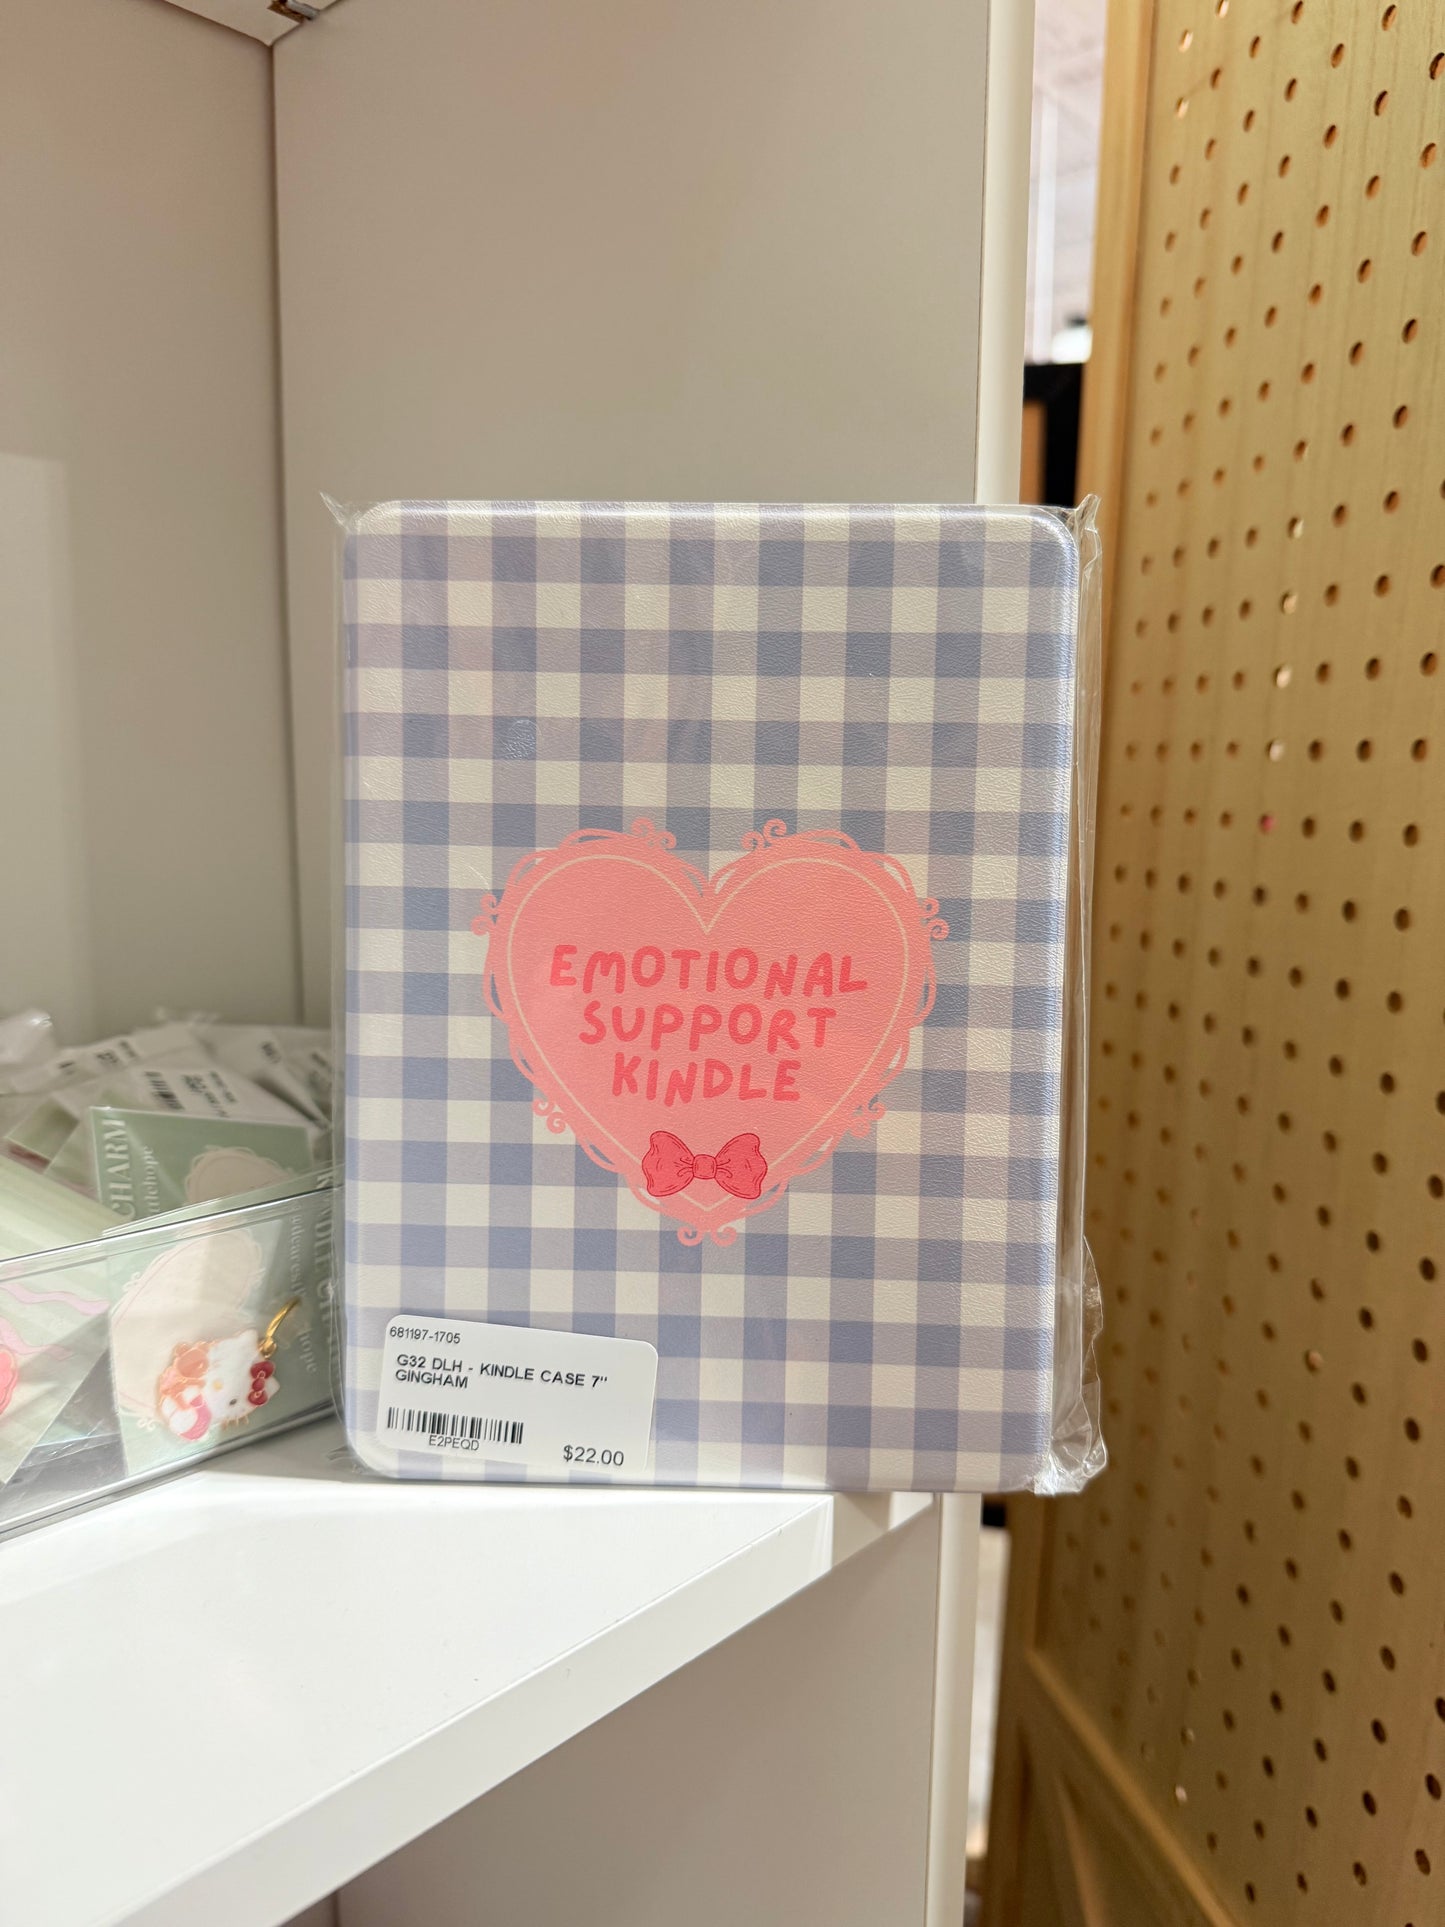 EMOTIONAL
SUPPORT
KINDLE
681197-1705
G32 DLH - KINDLE CASE 7''
GINGHAM
E2PEQD
$22.00
CHARM